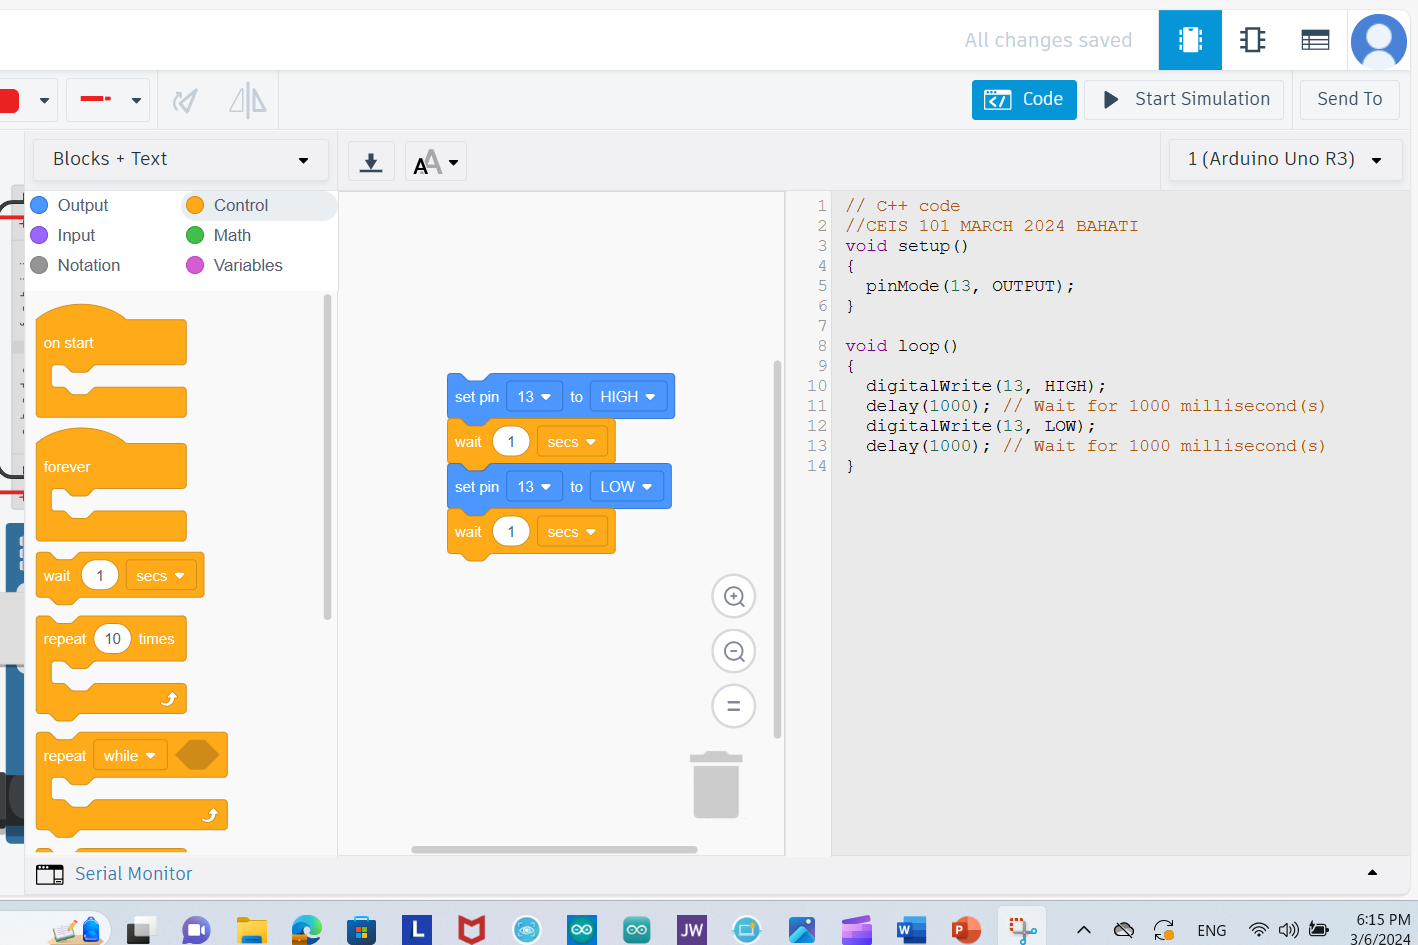 All changes saved
Code
Start Simulation
Send To
Blocks + Text
AA
1 (Arduino Uno R3)
Output
Control
Input
Math
Notation
Variables
on start
forever
wait 1 secs
repeat 10 times
repeat while
set pin 13 to HIGH
wait 1 secs
set pin 13 to LOW
wait 1 secs
1 // C++ code
2 //CEIS 101 MARCH 2024 BAHATI
3 void setup()
4 {
5 pinMode(13, OUTPUT);
6 }
7
8 void loop()
9 {
10 digitalWrite(13, HIGH);
11 delay(1000); // Wait for 1000 millisecond(s)
12 digitalWrite(13, LOW);
13 delay(1000); // Wait for 1000 millisecond(s)
14 }
Serial Monitor
L
JW
W
P
ENG
6:15 PM
3/6/2024